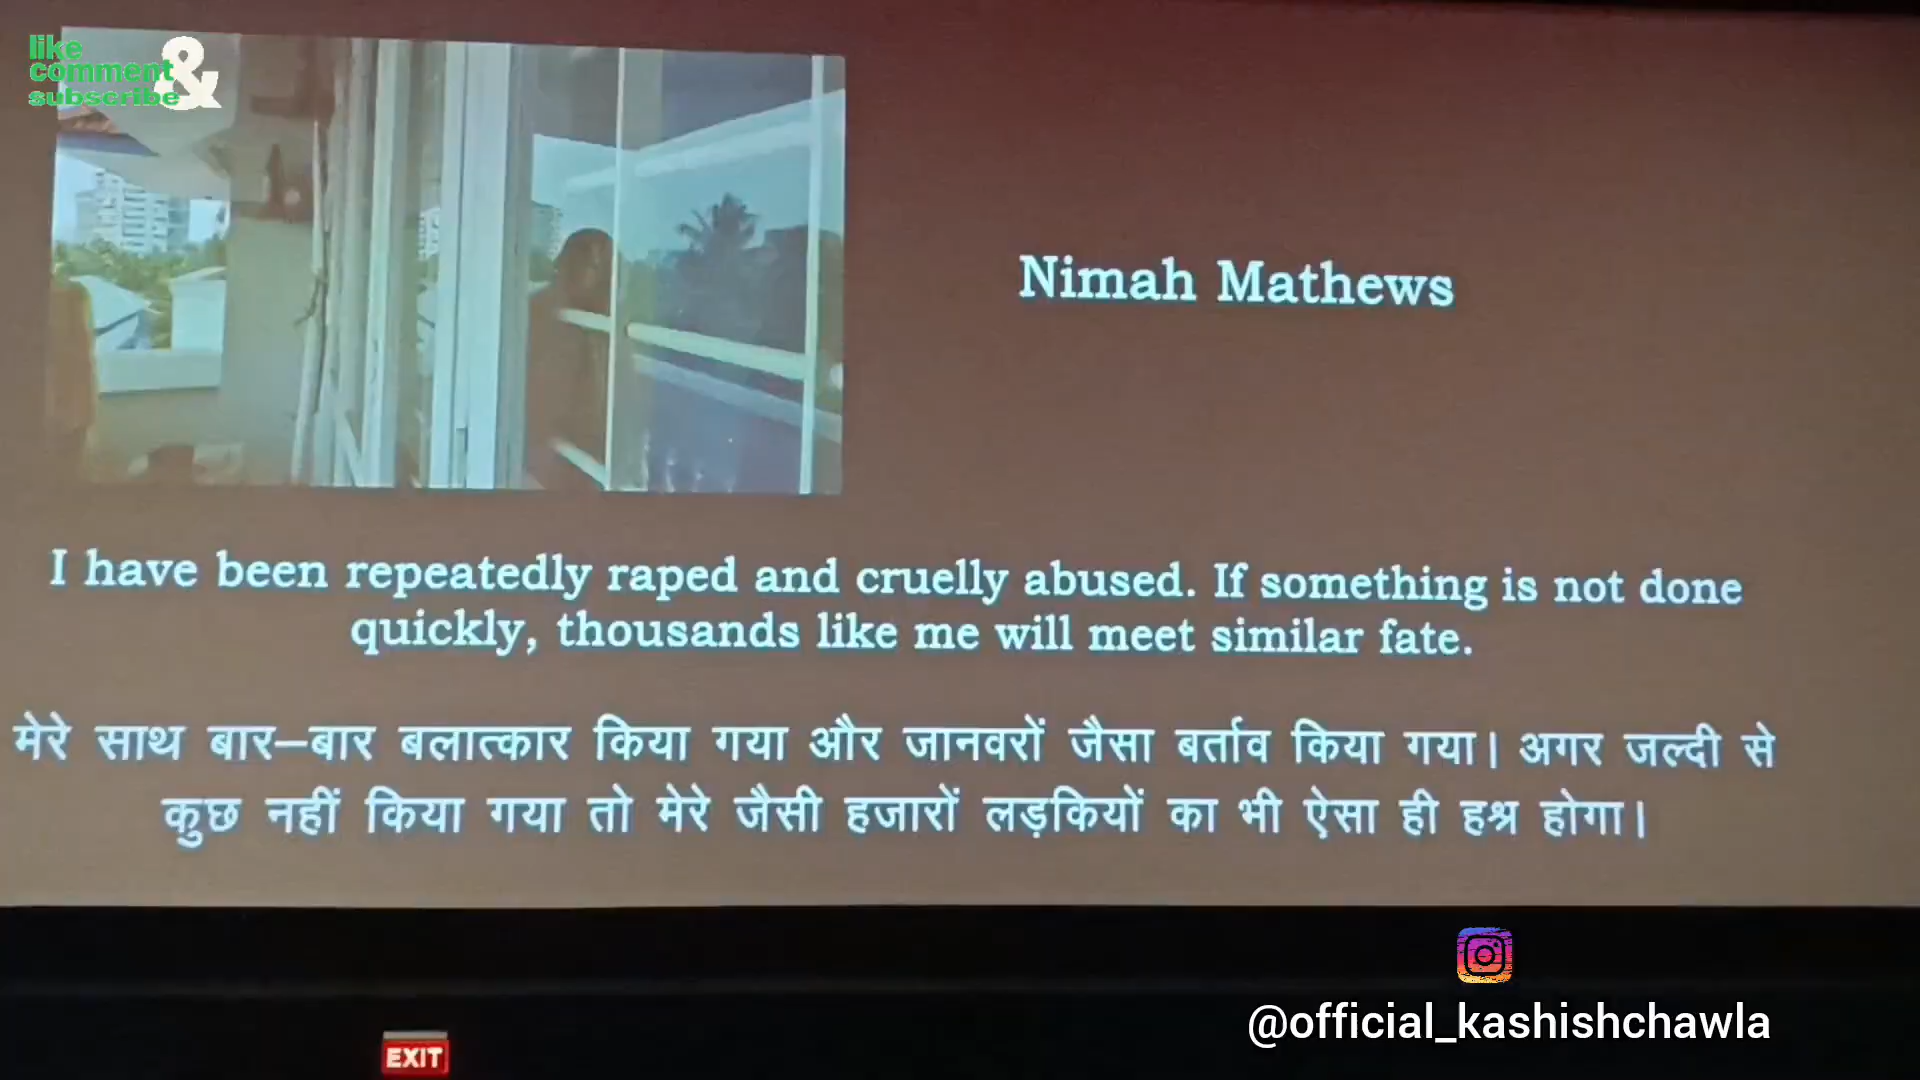 like
comment &
subscribe
Nimah Mathews
I have been repeatedly raped and cruelly abused. If something is not done
quickly, thousands like me will meet similar fate.
मेरे साथ बार–बार बलात्कार किया गया और जानवरों जैसा बर्ताव किया गया। अगर जल्दी से
कुछ नहीं किया गया तो मेरे जैसी हजारों लड़कियों का भी ऐसा ही हश्र होगा।
@official_kashishchawla
EXIT